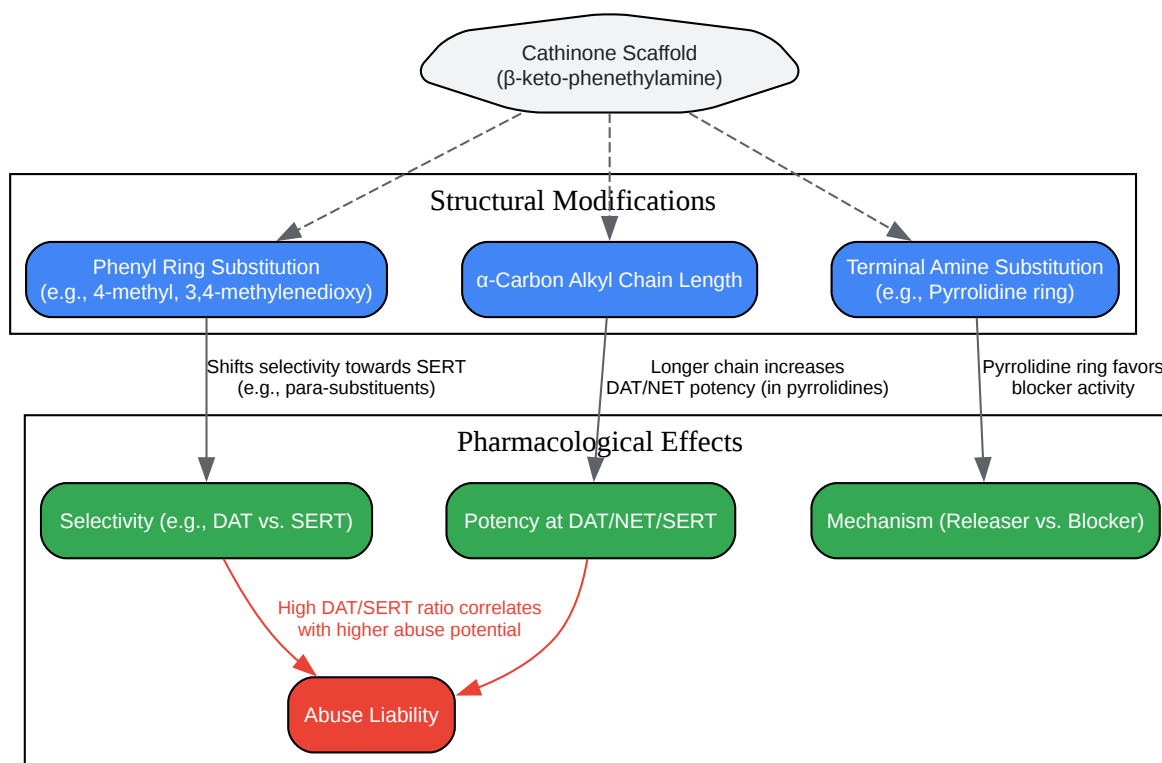 Cathinone Scaffold
(β-keto-phenethylamine)
Structural Modifications
Phenyl Ring Substitution
(e.g., 4-methyl, 3,4-methylenedioxy)
α-Carbon Alkyl Chain Length
Terminal Amine Substitution
(e.g., Pyrrolidine ring)
Shifts selectivity towards SERT
(e.g., para-substituents)
Longer chain increases
DAT/NET potency (in pyrrolidines)
Pyrrolidine ring favors
blocker activity
Pharmacological Effects
Selectivity (e.g., DAT vs. SERT)
Potency at DAT/NET/SERT
Mechanism (Releaser vs. Blocker)
High DAT/SERT ratio correlates
with higher abuse potential
Abuse Liability